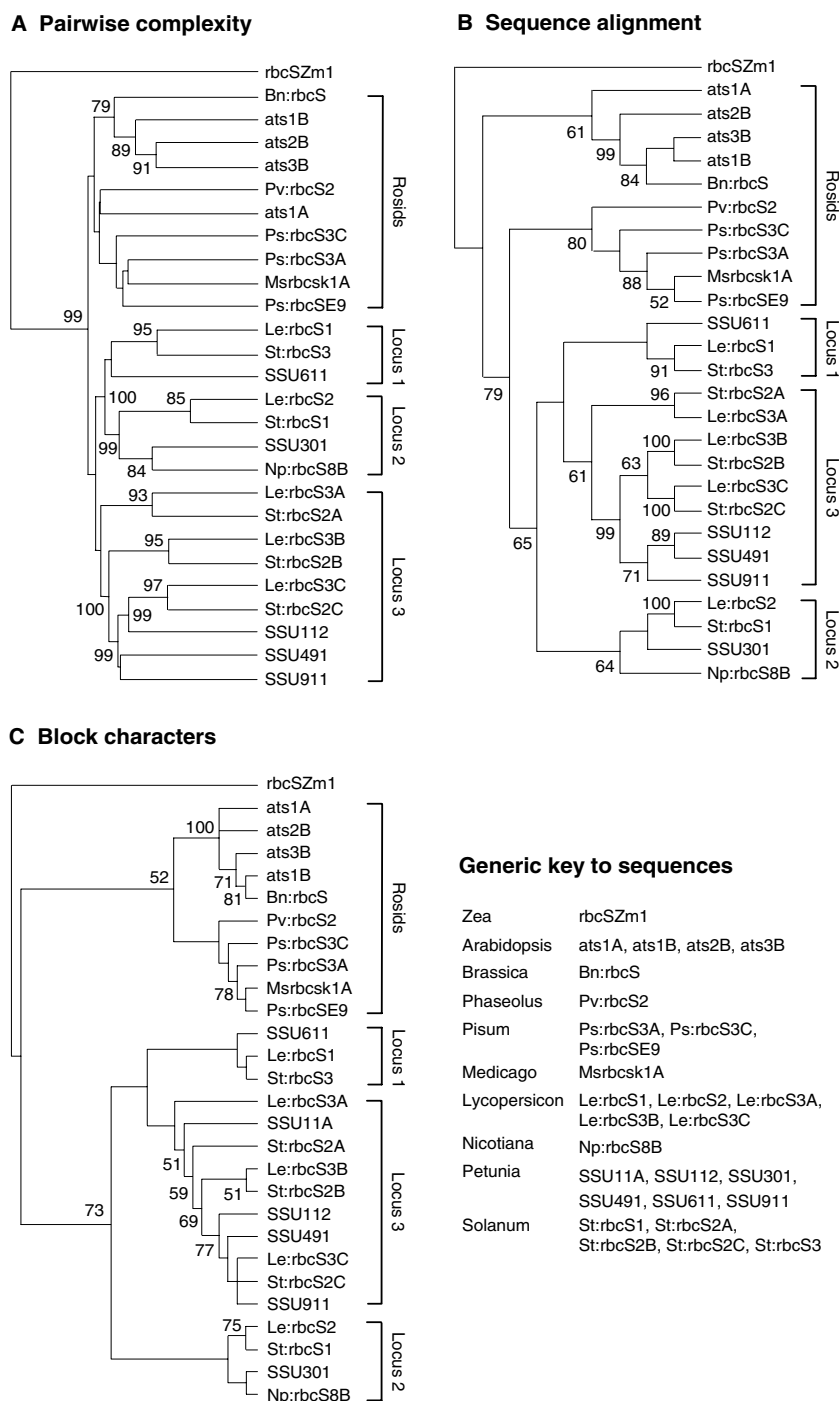 A Pairwise complexity
rbcSZm1
Bn:rbcS
79
ats1B
ats2B
89
ats3B
91
Pv:rbcS2
ats1A
Ps:rbcS3C
Ps:rbcS3A
Msrbcsk1A
Ps:rbcSE9
Rosids
99
Le:rbcS1
95
St:rbcS3
SSU611
Locus 1
100
Le:rbcS2
85
St:rbcS1
99
SSU301
Np:rbcS8B
84
Locus 2
Le:rbcS3A
93
St:rbcS2A
Le:rbcS3B
95
St:rbcS2B
Le:rbcS3C
97
St:rbcS2C
100
99
SSU112
SSU491
99
SSU911
Locus 3
B Sequence alignment
rbcSZm1
ats1A
ats2B
61
ats3B
99
ats1B
84
Bn:rbcS
Pv:rbcS2
Ps:rbcS3C
80
Ps:rbcS3A
88
Msrbcsk1A
52
Ps:rbcSE9
Rosids
SSU611
Le:rbcS1
St:rbcS3
91
Locus 1
79
96
St:rbcS2A
Le:rbcS3A
100
Le:rbcS3B
63
St:rbcS2B
61
Le:rbcS3C
100
St:rbcS2C
99
89
SSU112
SSU491
71
SSU911
Locus 3
65
100
Le:rbcS2
St:rbcS1
SSU301
64
Np:rbcS8B
Locus 2
C Block characters
rbcSZm1
ats1A
100
ats2B
ats3B
52
71
ats1B
81
Bn:rbcS
Pv:rbcS2
Ps:rbcS3C
Ps:rbcS3A
78
Msrbcsk1A
Ps:rbcSE9
Rosids
SSU611
Le:rbcS1
St:rbcS3
Locus 1
Le:rbcS3A
SSU11A
51
St:rbcS2A
59
Le:rbcS3B
51
St:rbcS2B
69
SSU112
77
SSU491
Le:rbcS3C
St:rbcS2C
SSU911
Locus 3
73
75
Le:rbcS2
St:rbcS1
SSU301
Np:rbcS8B
Locus 2
Generic key to sequences
Zea rbcSZm1
Arabidopsis ats1A, ats1B, ats2B, ats3B
Brassica Bn:rbcS
Phaseolus Pv:rbcS2
Pisum Ps:rbcS3A, Ps:rbcS3C,
Ps:rbcSE9
Medicago Msrbcsk1A
Lycopersicon Le:rbcS1, Le:rbcS2, Le:rbcS3A,
Le:rbcS3B, Le:rbcS3C
Nicotiana Np:rbcS8B
Petunia SSU11A, SSU112, SSU301,
SSU491, SSU611, SSU911
Solanum St:rbcS1, St:rbcS2A,
St:rbcS2B, St:rbcS2C, St:rbcS3